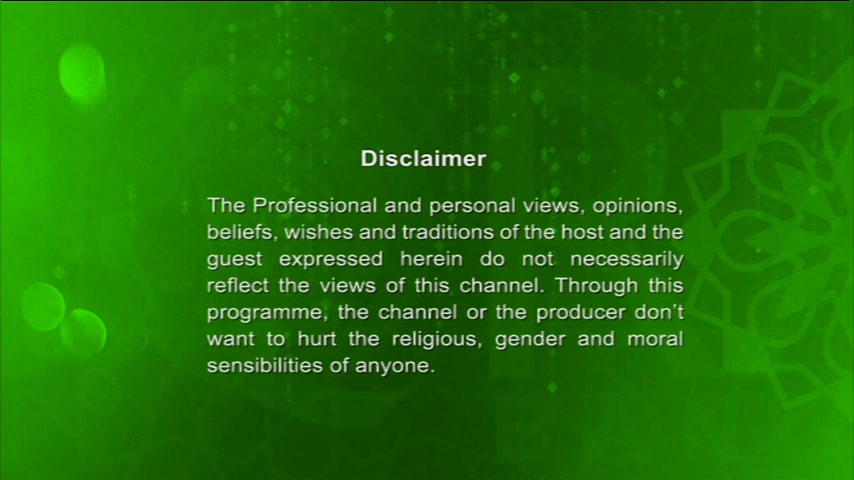 Disclaimer
The Professional and personal views, opinions,
beliefs, wishes and traditions of the host and the
guest expressed herein do not necessarily
reflect the views of this channel. Through this
programme, the channel or the producer don't
want to hurt the religious, gender and moral
sensibilities of anyone.